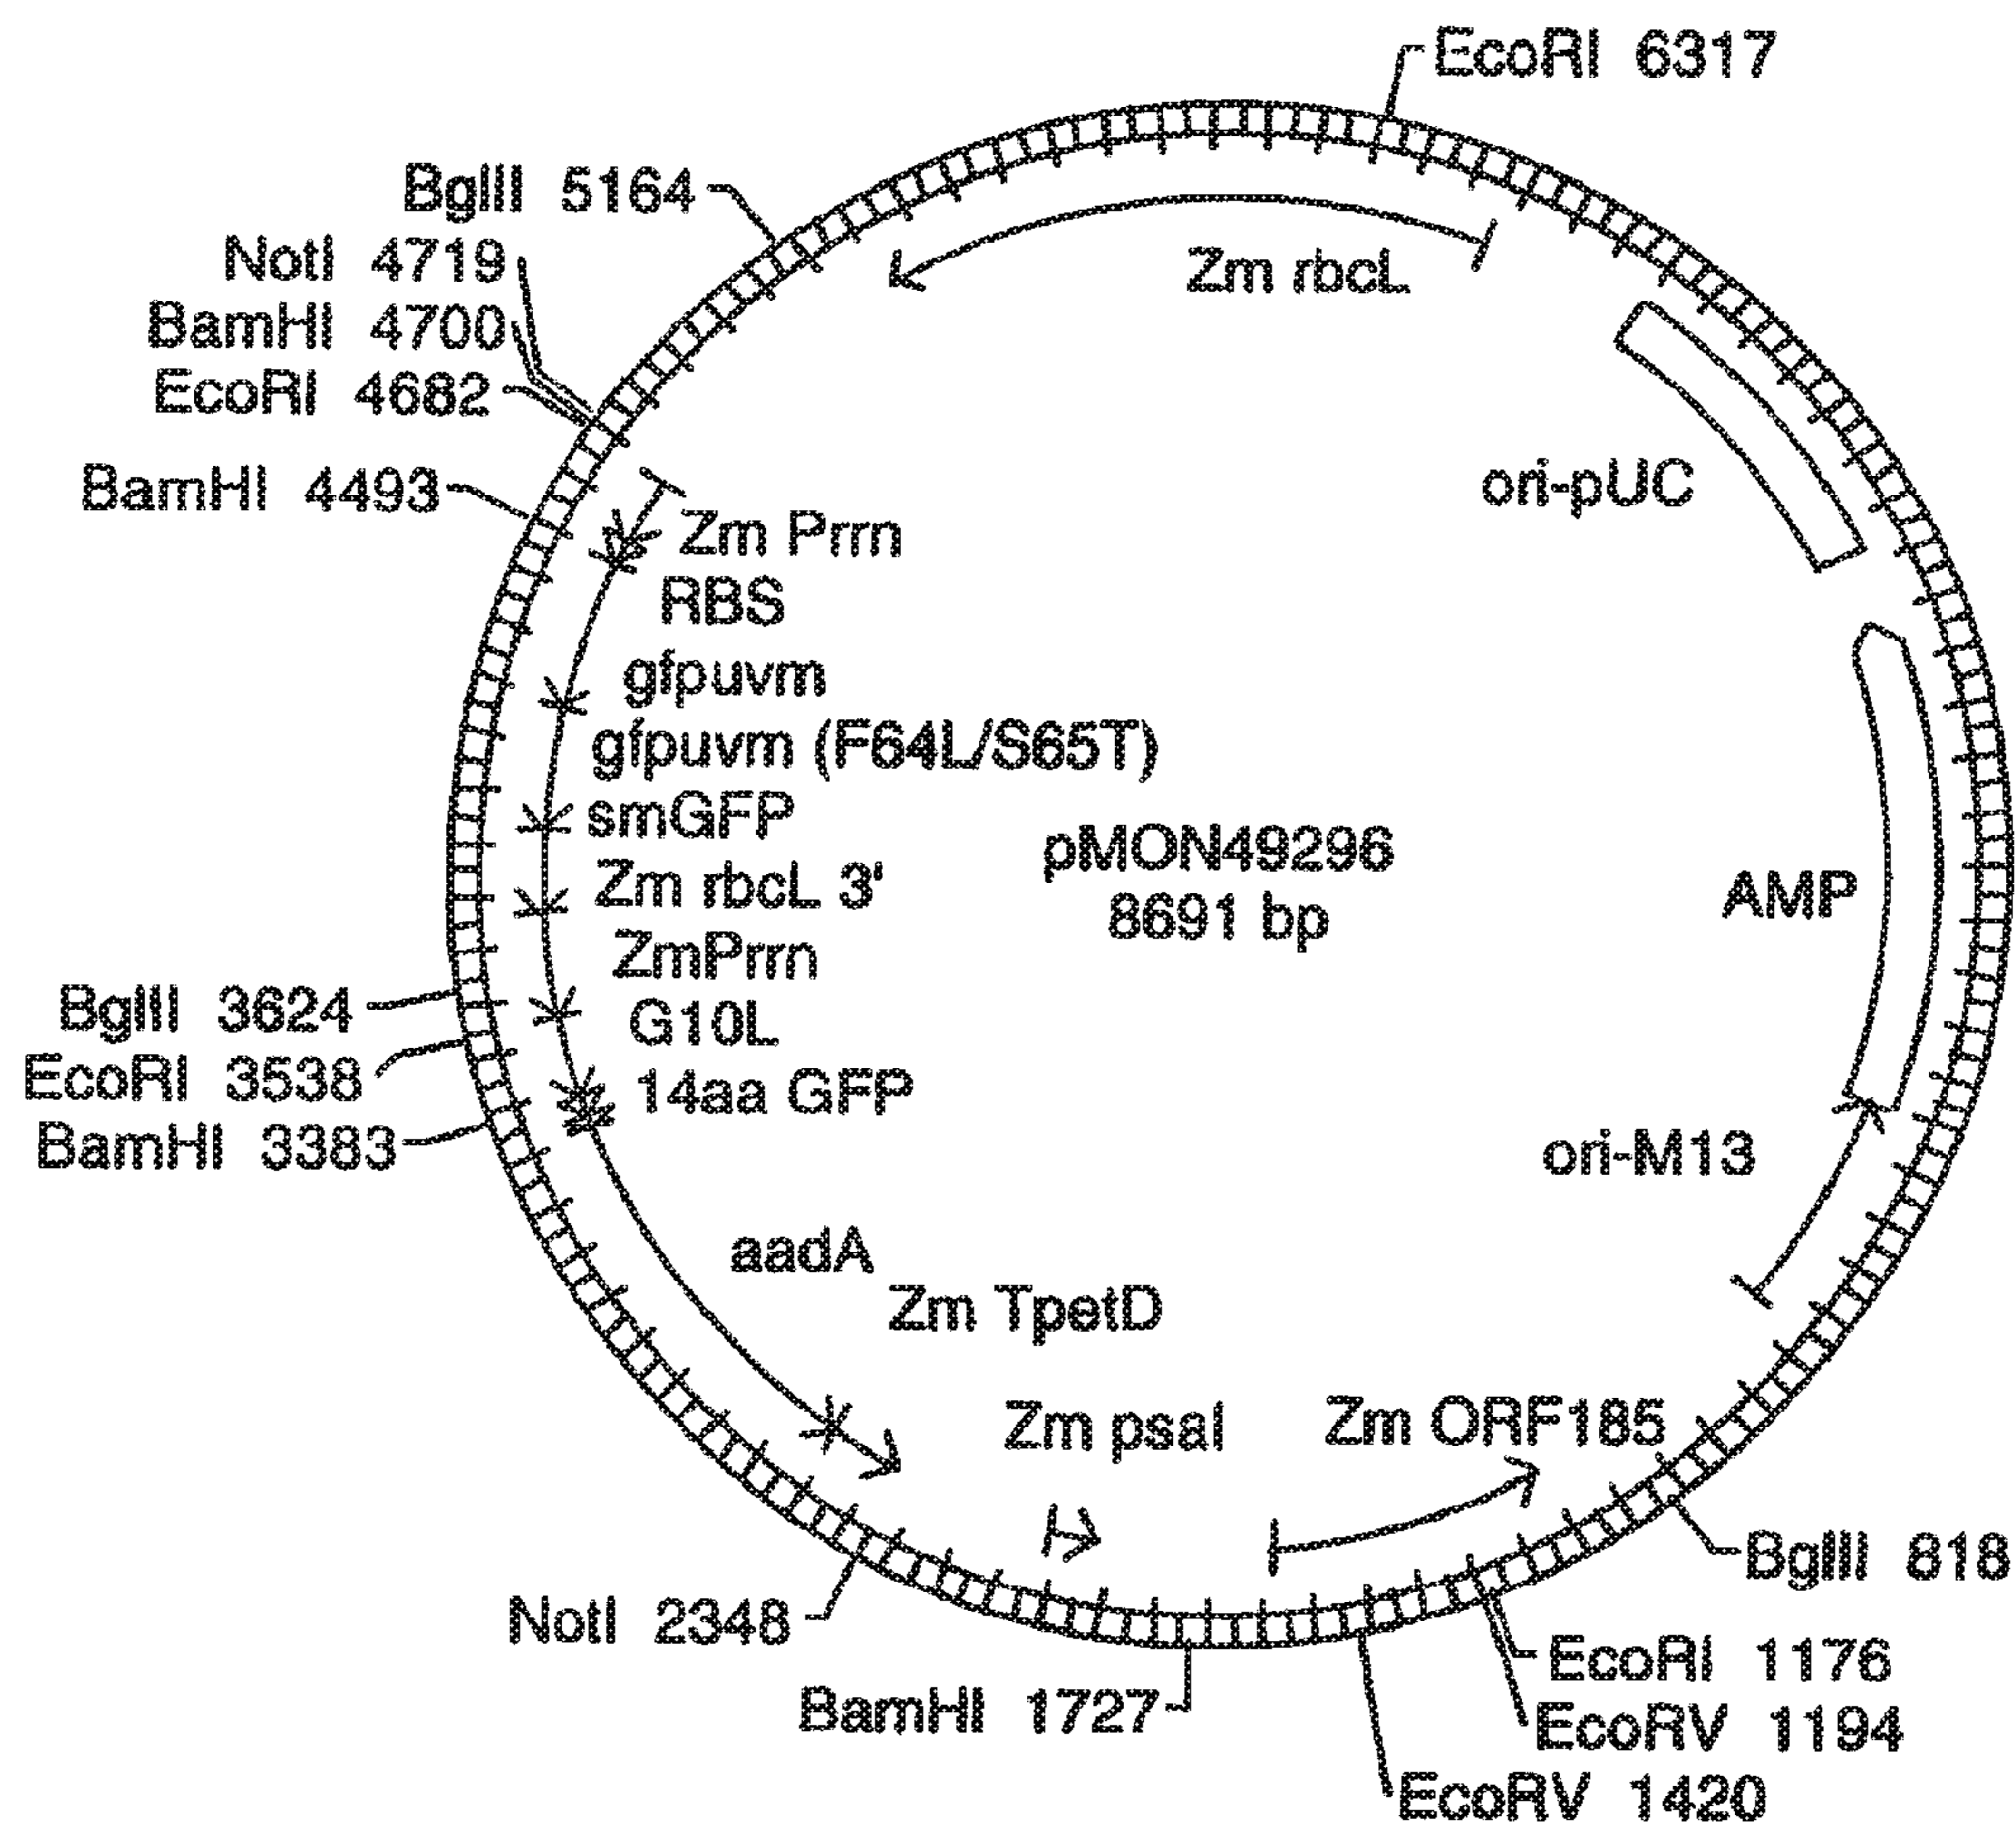 EcoRI 6317
BglII 5164
NotI 4719
BamHI 4700
EcoRI 4682
BamHI 4493
Zm rbcL
ori-pUC
Zm Prrn
RBS
gfpuvm
gfpuvm (F64L/S65T)
smGFP
Zm rbcL 3'
ZmPrrn
G10L
14aa GFP
pMON49296
8691 bp
AMP
BglII 3624
EcoRI 3538
BamHI 3383
ori-M13
aadA
Zm TpetD
Zm psaI
Zm ORF185
BglII 818
NotI 2348
EcoRI 1176
BamHI 1727
EcoRV 1194
EcoRV 1420